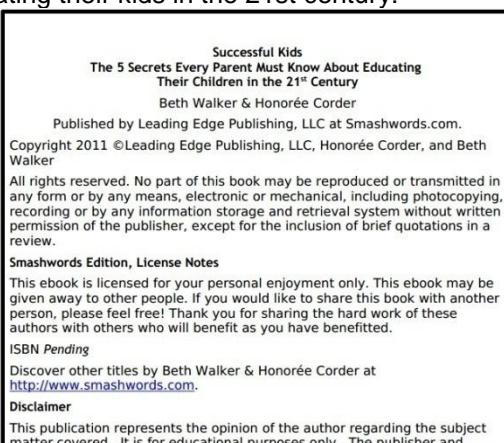 ating their kids in the 21st century.
Successful Kids
The 5 Secrets Every Parent Must Know About Educating
Their Children in the 21st Century
Beth Walker & Honorée Corder
Published by Leading Edge Publishing, LLC at Smashwords.com.
Copyright 2011 ©Leading Edge Publishing, LLC, Honorée Corder, and Beth
Walker
All rights reserved. No part of this book may be reproduced or transmitted in
any form or by any means, electronic or mechanical, including photocopying,
recording or by any information storage and retrieval system without written
permission of the publisher, except for the inclusion of brief quotations in a
review.
Smashwords Edition, License Notes
This ebook is licensed for your personal enjoyment only. This ebook may be
given away to other people. If you would like to share this book with another
person, please feel free! Thank you for sharing the hard work of these
authors with others who will benefit as you have benefitted.
ISBN Pending
Discover other titles by Beth Walker & Honorée Corder at
http://www.smashwords.com.
Disclaimer
This publication represents the opinion of the author regarding the subject
matter covered. It is for educational purposes only. The publisher and